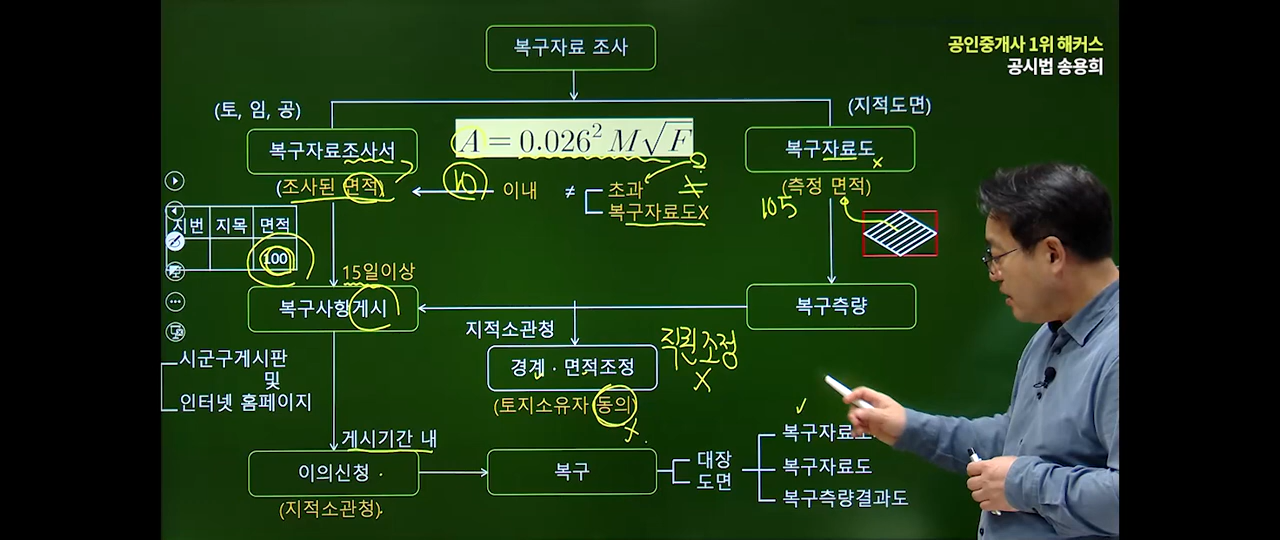 공인중개사 1위 해커스
공시법 송용희
복구자료 조사
(토, 임, 공)
(지적도면)
복구자료조사서
A = 0.026² M√F
복구자료도
x
(조사된 면적)
10
이내
≠
초과
복구자료도X
(측정 면적)
105
지번 지목 면적
100
15일이상
복구사항게시
복구측량
지적소관청
시군구게시판
및
인터넷 홈페이지
경계 · 면적조정
직권조정
X
(토지소유자 동의)
x
게시기간 내
이의신청
복구
대장
도면
복구자료
복구자료도
복구측량결과도
(지적소관청)